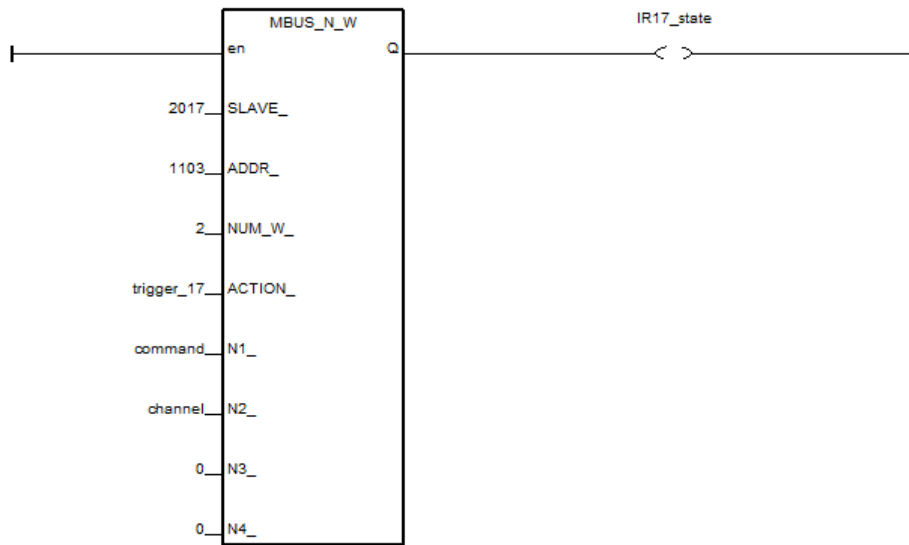 MBUS_N_W
IR17_state
en Q
2017 SLAVE_
1103 ADDR_
2 NUM_W_
trigger_17 ACTION_
command N1_
channel N2_
0 N3_
0 N4_